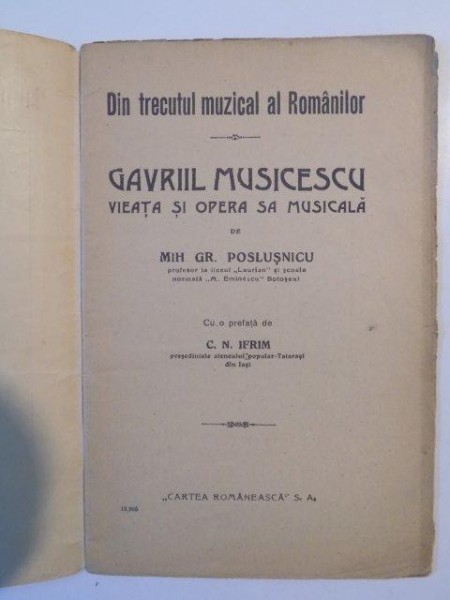 Din trecutul muzical al Românilor
GAVRIIL MUSICESCU
VIEAȚA ȘI OPERA SA MUSICALĂ
DE
MIH GR. POSLUȘNICU
profesor la liceul „Laurian" și școala
normală „M. Eminescu" Botoșani
Cu o prefață de
C. N. IFRIM
președintele ateneului popular-Tatarași
din Iași
„CARTEA ROMÂNEASCĂ" S. A.